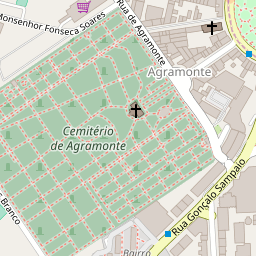 Monsenhor Fonseca Soares
Rua de Agramonte
Agramonte
Cemitério
de Agramonte
Rua Gonçalo Sampaio
Branco
Bairro